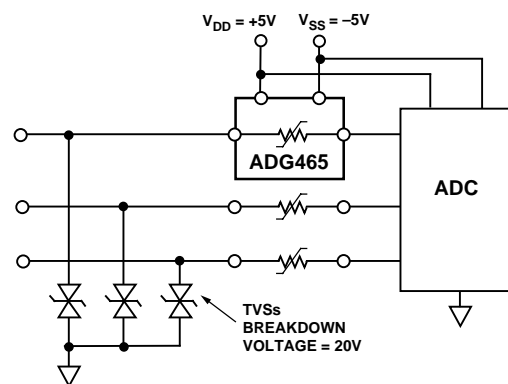 V_DD = +5V
V_SS = –5V
ADG465
ADC
TVSs
BREAKDOWN
VOLTAGE = 20V